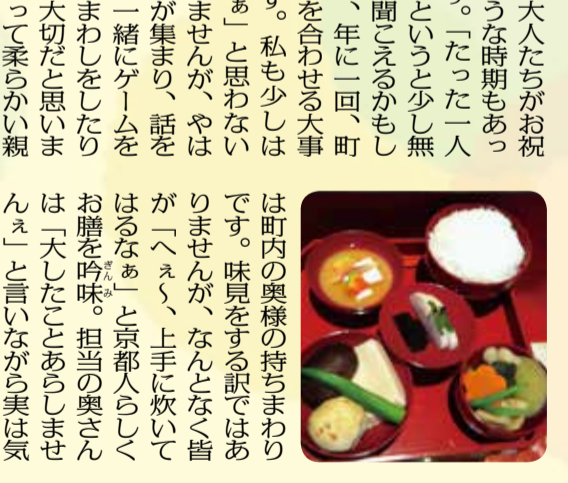 大人たちがお祝
うな時期もあっ
。「たった一人
というと少し無
聞こえるかもし
、年に一回、町
を合わせる大事
す。私も少しは
ぁ」と思わない
ませんが、やは
が集まり、話を
一緒にゲームを
まわしをしたり
大切だと思いま
って柔らかい親
は町内の奥様の持ちまわり
です。味見をする訳ではあ
りませんが、なんとなく皆
が「へぇ〜、上手に炊いて
はるなぁ」と京都人らしく
お膳を吟味。担当の奥さん
は「大したことあらしませ
んぇ」と言いながら実は気
ぎんみ